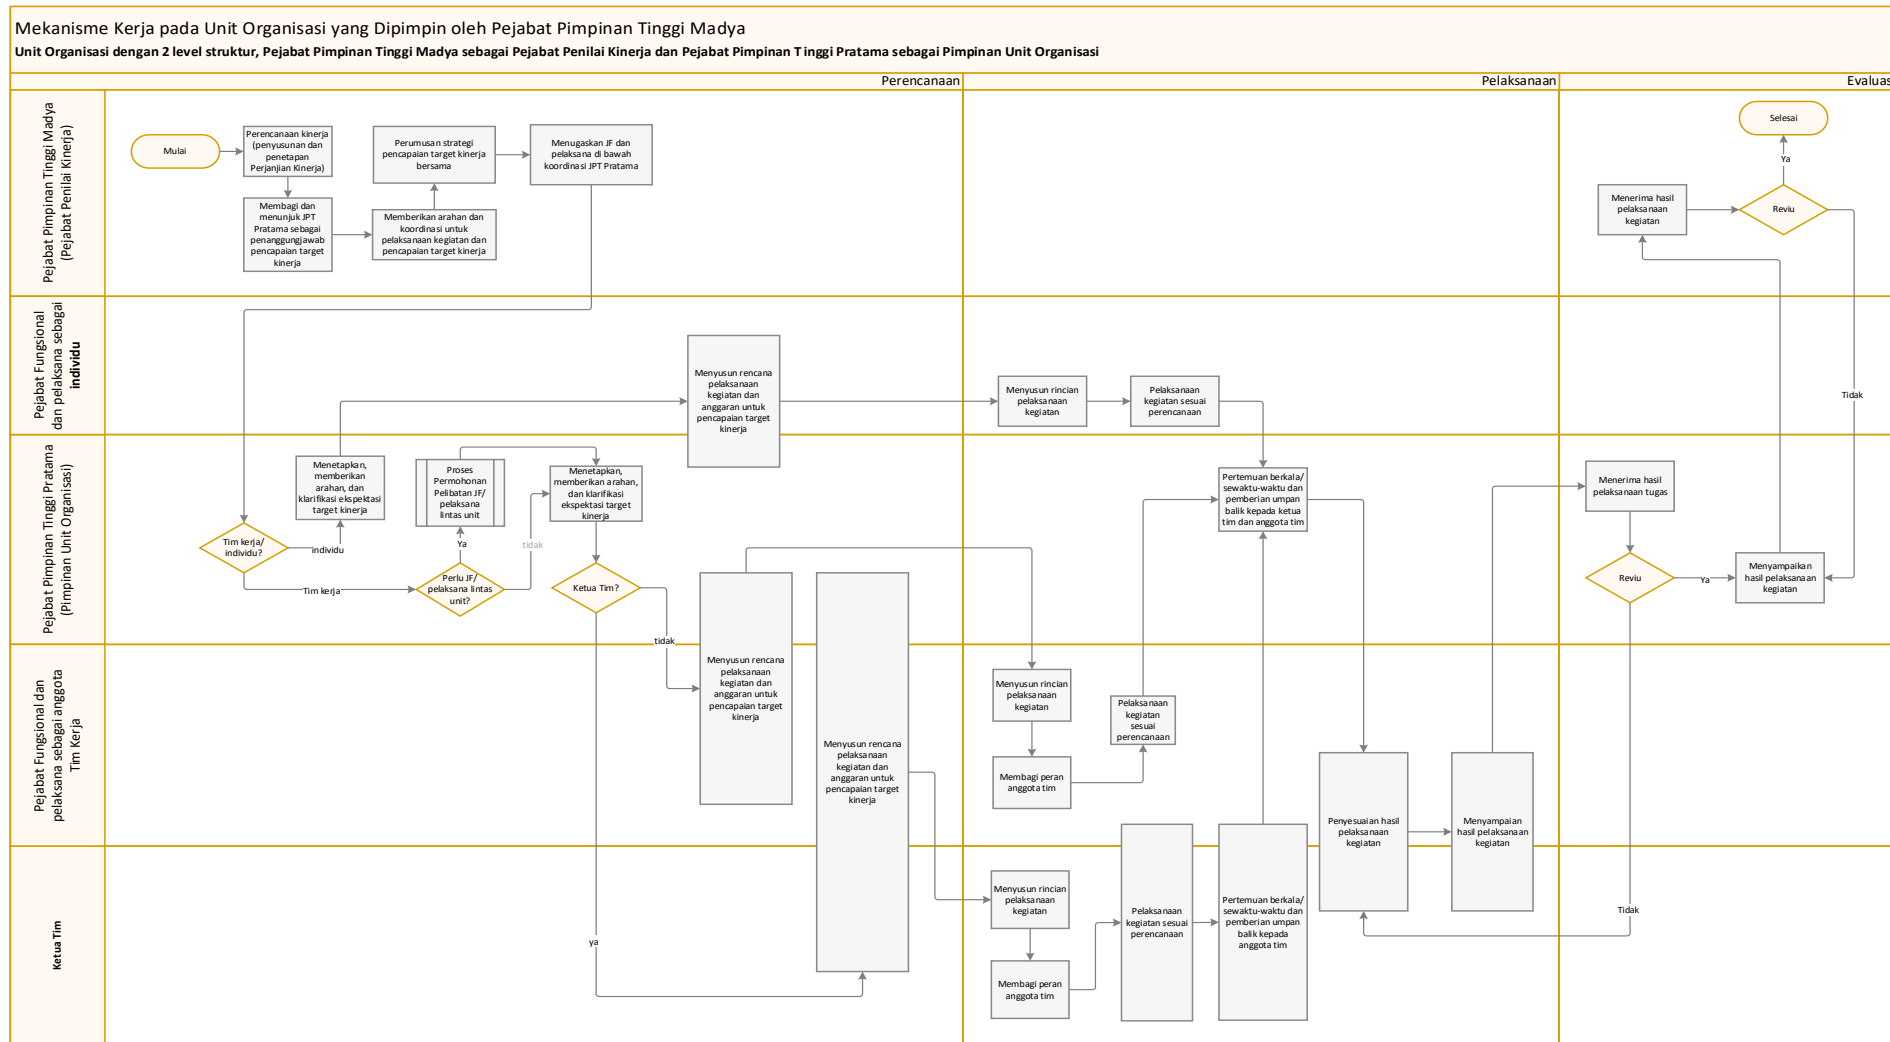 Mekanisme Kerja pada Unit Organisasi yang Dipimpin oleh Pejabat Pimpinan Tinggi Madya
Unit Organisasi dengan 2 level struktur, Pejabat Pimpinan Tinggi Madya sebagai Pejabat Penilai Kinerja dan Pejabat Pimpinan Tinggi Pratama sebagai Pimpinan Unit Organisasi
Perencanaan
Pelaksanaan
Evaluas
Pejabat Pimpinan Tinggi Madya
(Pejabat Penilai Kinerja)
Mulai
Perencanaan kinerja
(penyusunan dan
penetapan
Perjanjian Kinerja)
Membagi dan
menunjuk JPT
Pratama sebagai
penanggungjawab
pencapaian target
kinerja
Memberikan arahan dan
koordinasi untuk
pelaksanaan kegiatan dan
pencapaian target kinerja
Perumusan strategi
pencapaian target kinerja
bersama
Menugaskan JF dan
pelaksana di bawah
koordinasi JPT Pratama
Selesai
Ya
Menerima hasil
pelaksanaan
kegiatan
Reviu
Tidak
Pejabat Fungsional
dan pelaksana sebagai
individu
Menyusun rencana
pelaksanaan
kegiatan dan
anggaran untuk
pencapaian target
kinerja
Menyusun rincian
pelaksanaan
kegiatan
Pelaksanaan
kegiatan sesuai
perencanaan
Pejabat Pimpinan Tinggi Pratama
(Pimpinan Unit Organisasi)
Tim kerja/
individu?
individu
Tim kerja
Menetapkan,
memberikan
arahan, dan
klarifikasi ekspektasi
target kinerja
Proses
Permohonan
Pelibatan JF/
pelaksana
lintas unit
Ya
Perlu JF/
pelaksana lintas
unit?
tidak
Menetapkan,
memberikan arahan,
dan klarifikasi
ekspektasi target
kinerja
Ketua Tim?
tidak
ya
Pertemuan berkala/
sewaktu-waktu dan
pemberian umpan
balik kepada ketua
tim dan anggota tim
Menerima hasil
pelaksanaan tugas
Reviu
Ya
Menyampaikan
hasil pelaksanaan
kegiatan
Tidak
Pejabat Fungsional dan
pelaksana sebagai anggota
Tim Kerja
Menyusun rencana
pelaksanaan
kegiatan dan
anggaran untuk
pencapaian target
kinerja
Menyusun rencana
pelaksanaan
kegiatan dan
anggaran untuk
pencapaian target
kinerja
Menyusun rincian
pelaksanaan
kegiatan
Membagi peran
anggota tim
Pelaksanaan
kegiatan
sesuai
perencanaan
Penyesuaian hasil
pelaksanaan
kegiatan
Menyampaian
hasil pelaksanaan
kegiatan
Ketua Tim
Menyusun rincian
pelaksanaan
kegiatan
Membagi peran
anggota tim
Pelaksanaan
kegiatan sesuai
perencanaan
Pertemuan berkala/
sewaktu-waktu dan
pemberian umpan
balik kepada
anggota tim